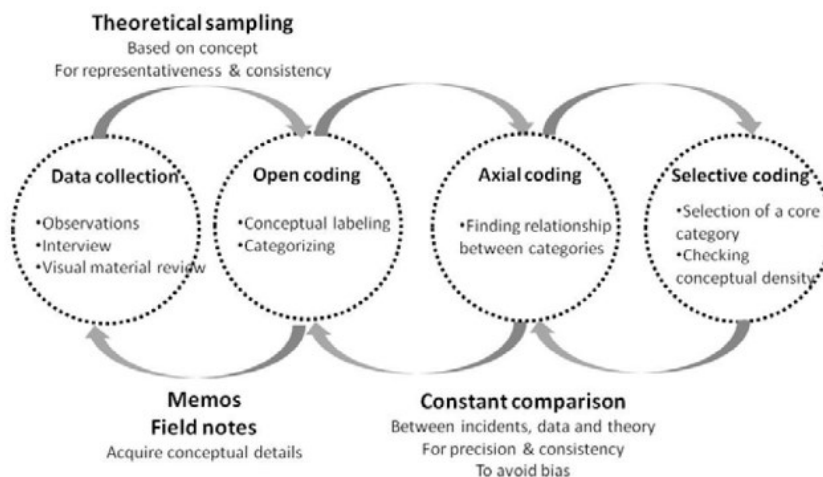 Theoretical sampling
Based on concept
For representativeness & consistency
Data collection
•Observations
•Interview
•Visual material review
Open coding
•Conceptual labeling
•Categorizing
Axial coding
•Finding relationship
between categories
Selective coding
•Selection of a core
category
•Checking
conceptual density
Memos
Field notes
Acquire conceptual details
Constant comparison
Between incidents, data and theory
For precision & consistency
To avoid bias